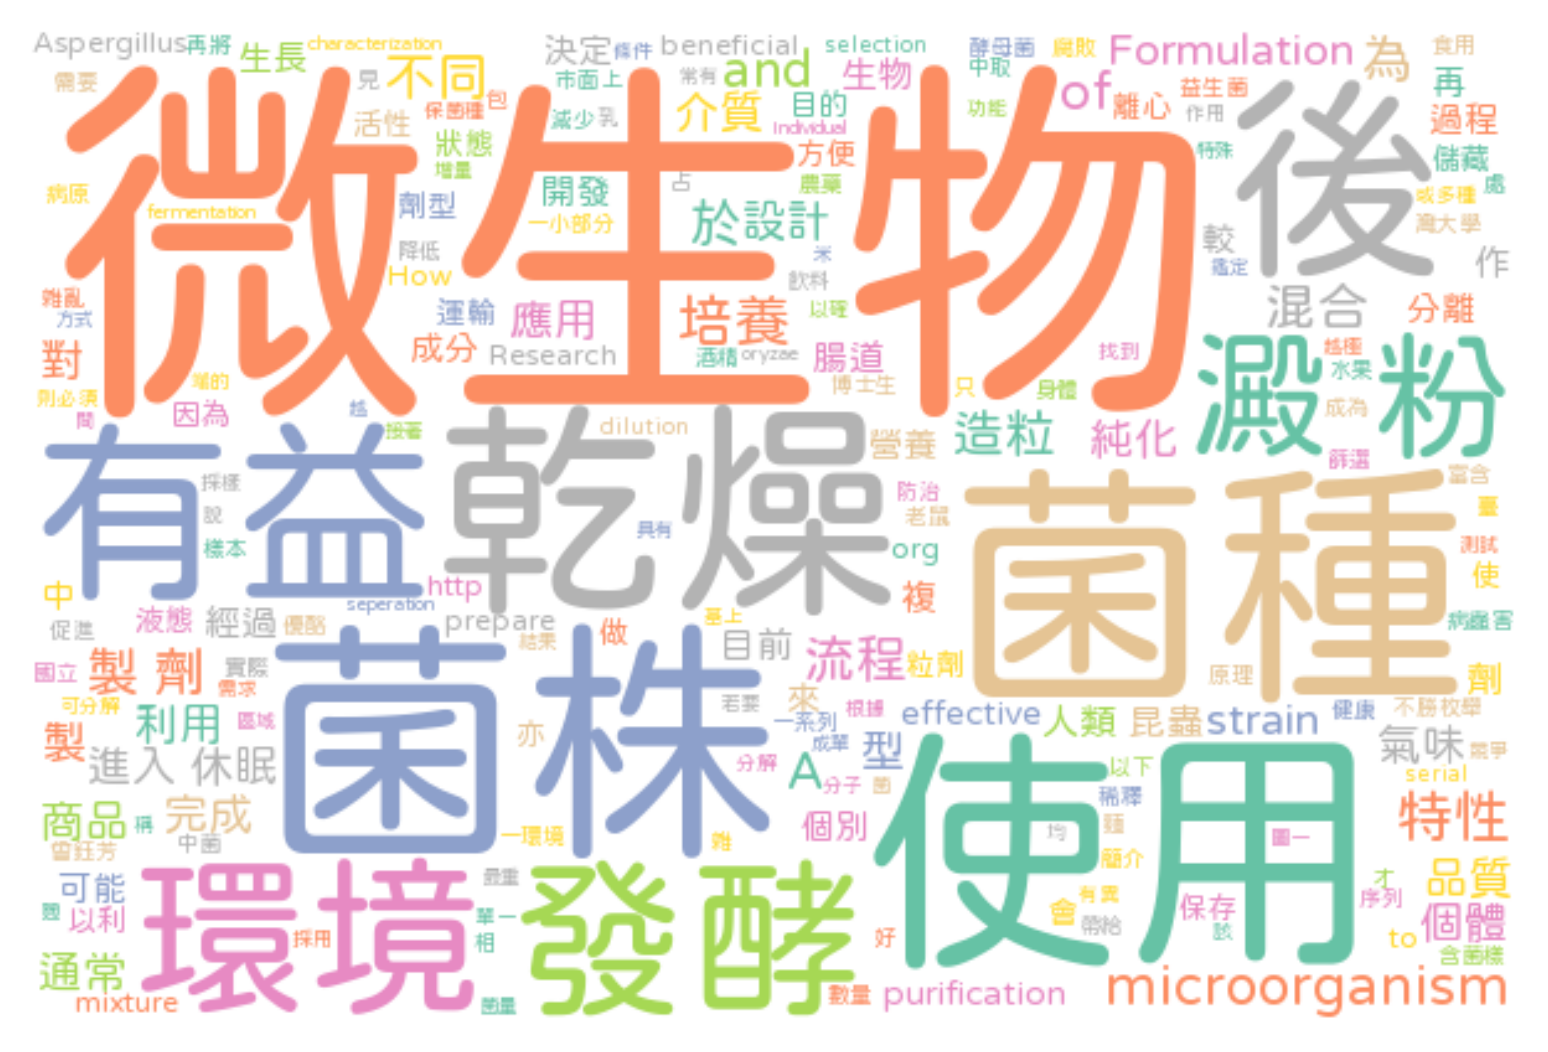 Aspergillus 再將 生長 characterization 決定 條件 beneficial selection 酵母菌 腐敗 Formulation 為 食用
需要 見 不同 市面上 常有 and 生物 中取 of 離心 益生菌 再
微生物 後
保菌種 包 活性 減少 乳 介質 目的 Individual 功能 作用 過程
狀態 增量 方便 特殊 儲藏
病原 fermentation 劑型 開發 占 農藥 處 或多種
一小部分 於 設計 灣大學
降低 How 米 飲料 較 鑑定 作
雜亂 方式 運輸 應用 培養 以確 混合 分離
對 成分 Research 酒精 oryzae 腸道 找到 越極 水果
澱粉
端的 博士生 只 身體 成為
則必須 間 因為 越 接著 dilution 營養 造粒 純化
有益 乾燥 菌種
篩選 富含
採樣 說 樣本 具有 防治 老鼠 org 臺 測試
中 http 複 使
seperation prepare 基上
促進 液態 經過 優酪 結果 做 目前 流程 粒劑 病蟲害
國立 製 劑 實際 需求 原理 劑
菌株
可分解 若要 來 根據 effective 人類 昆蟲 strain 健康 不勝枚舉
製 利用 區域 亦 一系列 成單 型 氣味 競爭
進入 休眠 分解 A 分子 菌 以下 serial
使用
商品 稱 完成 個別 稀釋 麵 均 圖一 特性
曾鈺芳 中菌 一環境 雜 簡介
可能 環境 最重 發酵 有異 才 品質
麴 以利 單一 會 帶給 保存 序列 個體
採用 相 好 該 to
通常 含菌樣
mixture 菌量 數量 purification microorganism